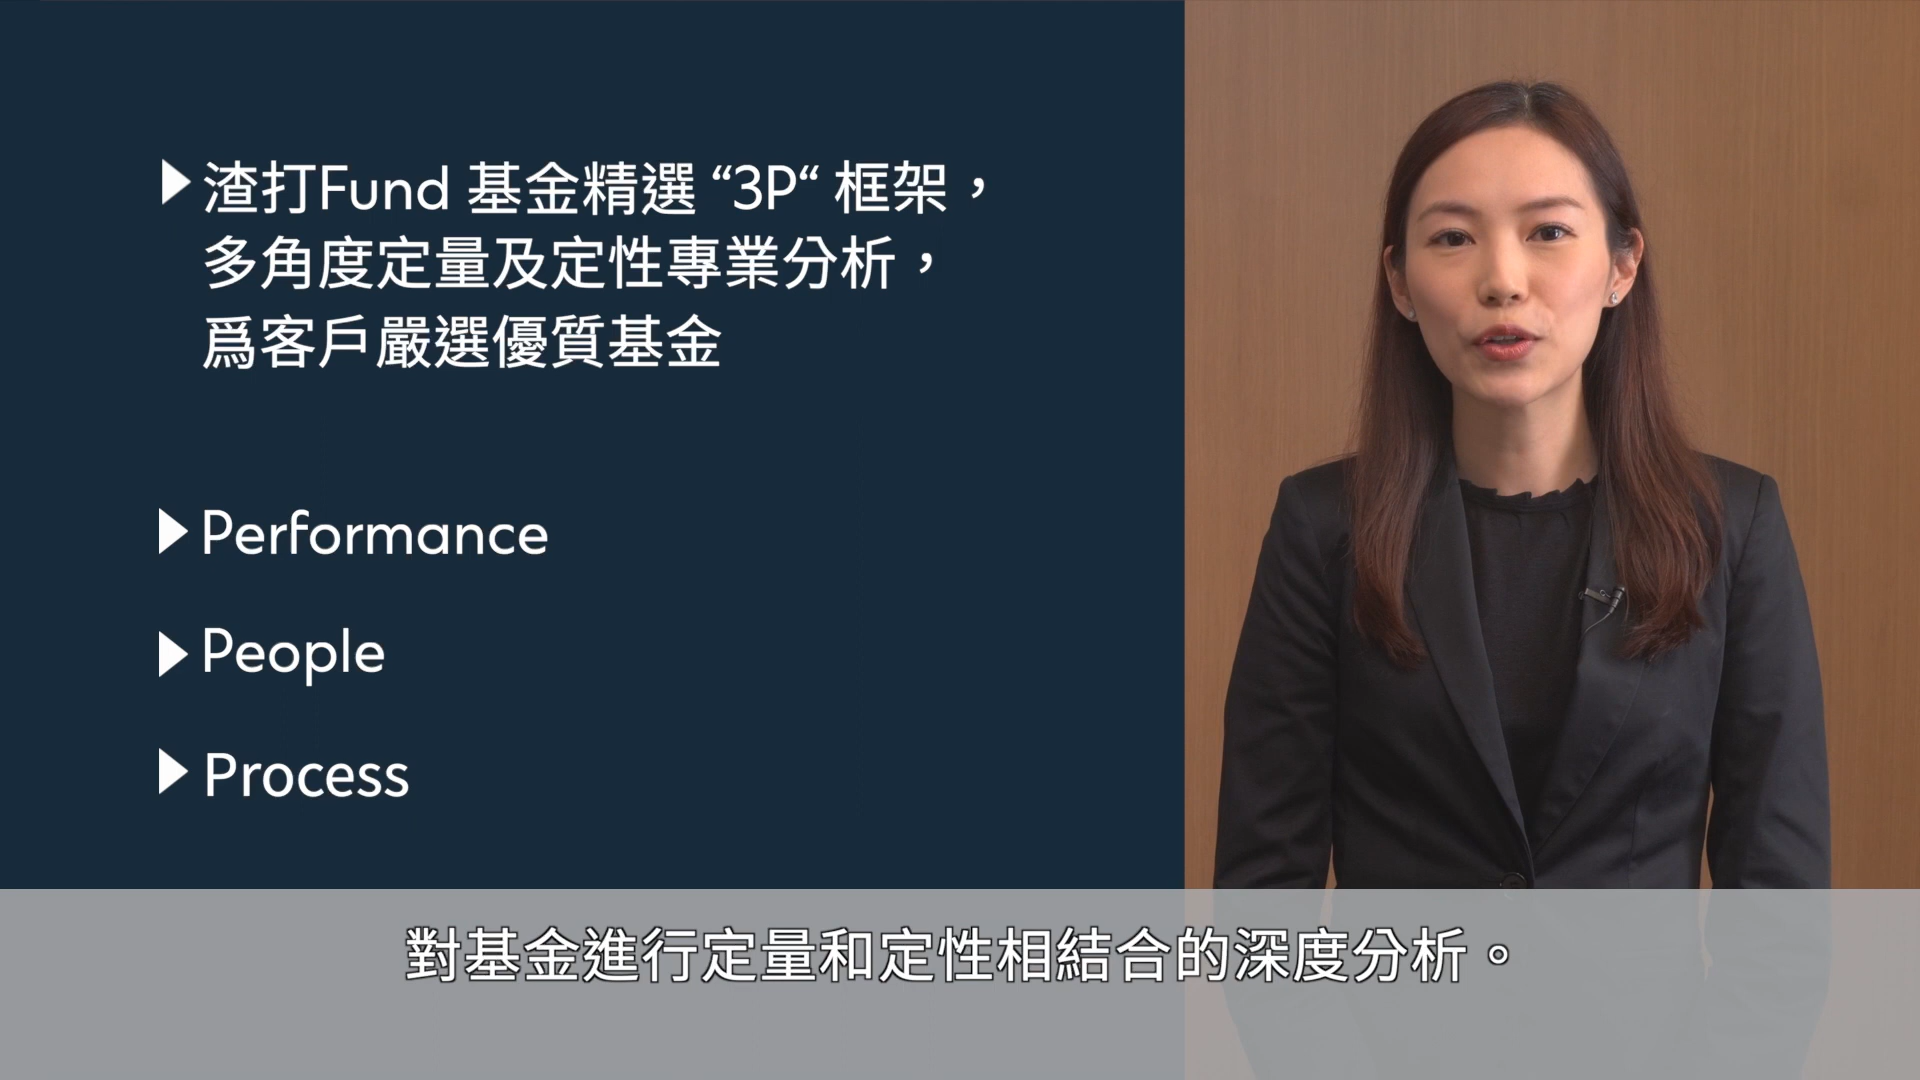 渣打Fund 基金精選 “3P“ 框架，
多角度定量及定性專業分析，
爲客戶嚴選優質基金
Performance
People
Process
對基金進行定量和定性相結合的深度分析。